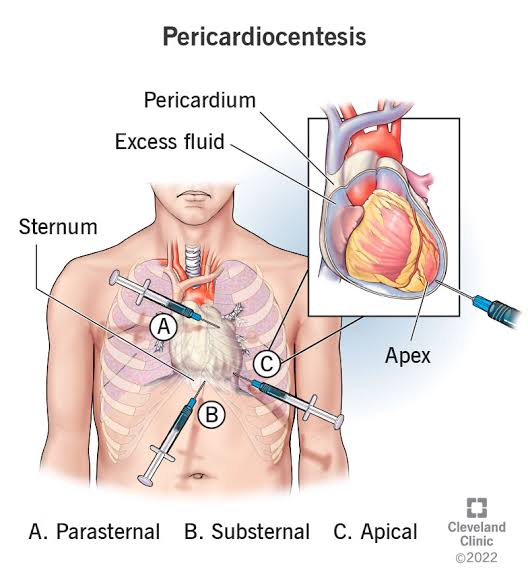 Pericardiocentesis
Pericardium
Excess fluid
Sternum
A
C
Apex
B
A. Parasternal B. Substernal C. Apical
Cleveland
Clinic
©2022